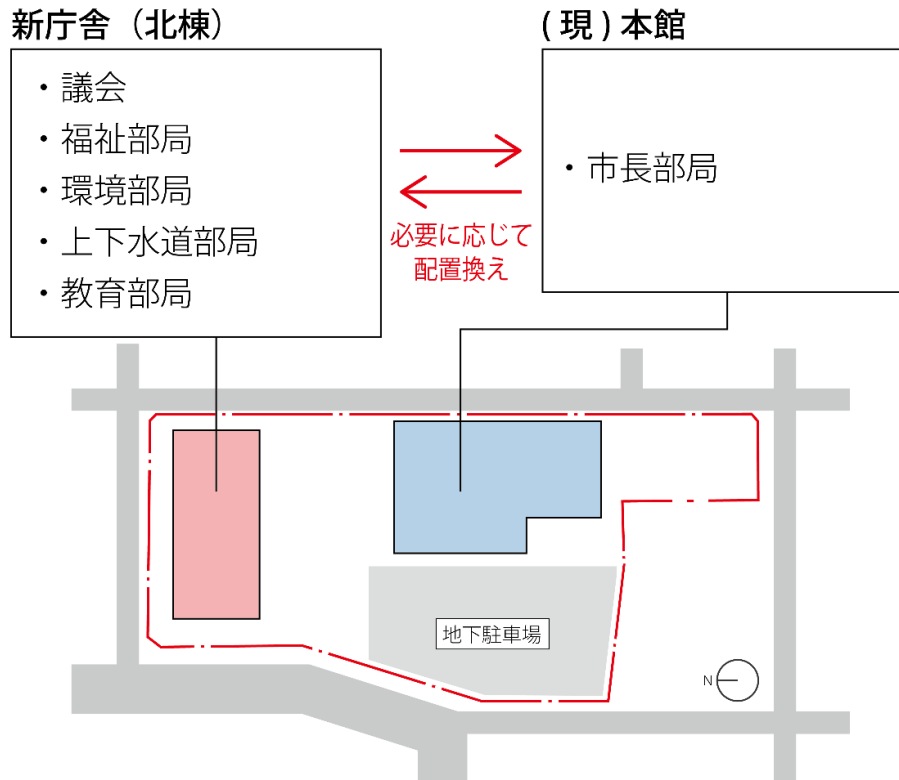 新庁舎（北棟）
・議会
・福祉部局
・環境部局
・上下水道部局
・教育部局
(現)本館
・市長部局
必要に応じて
配置換え
地下駐車場
N